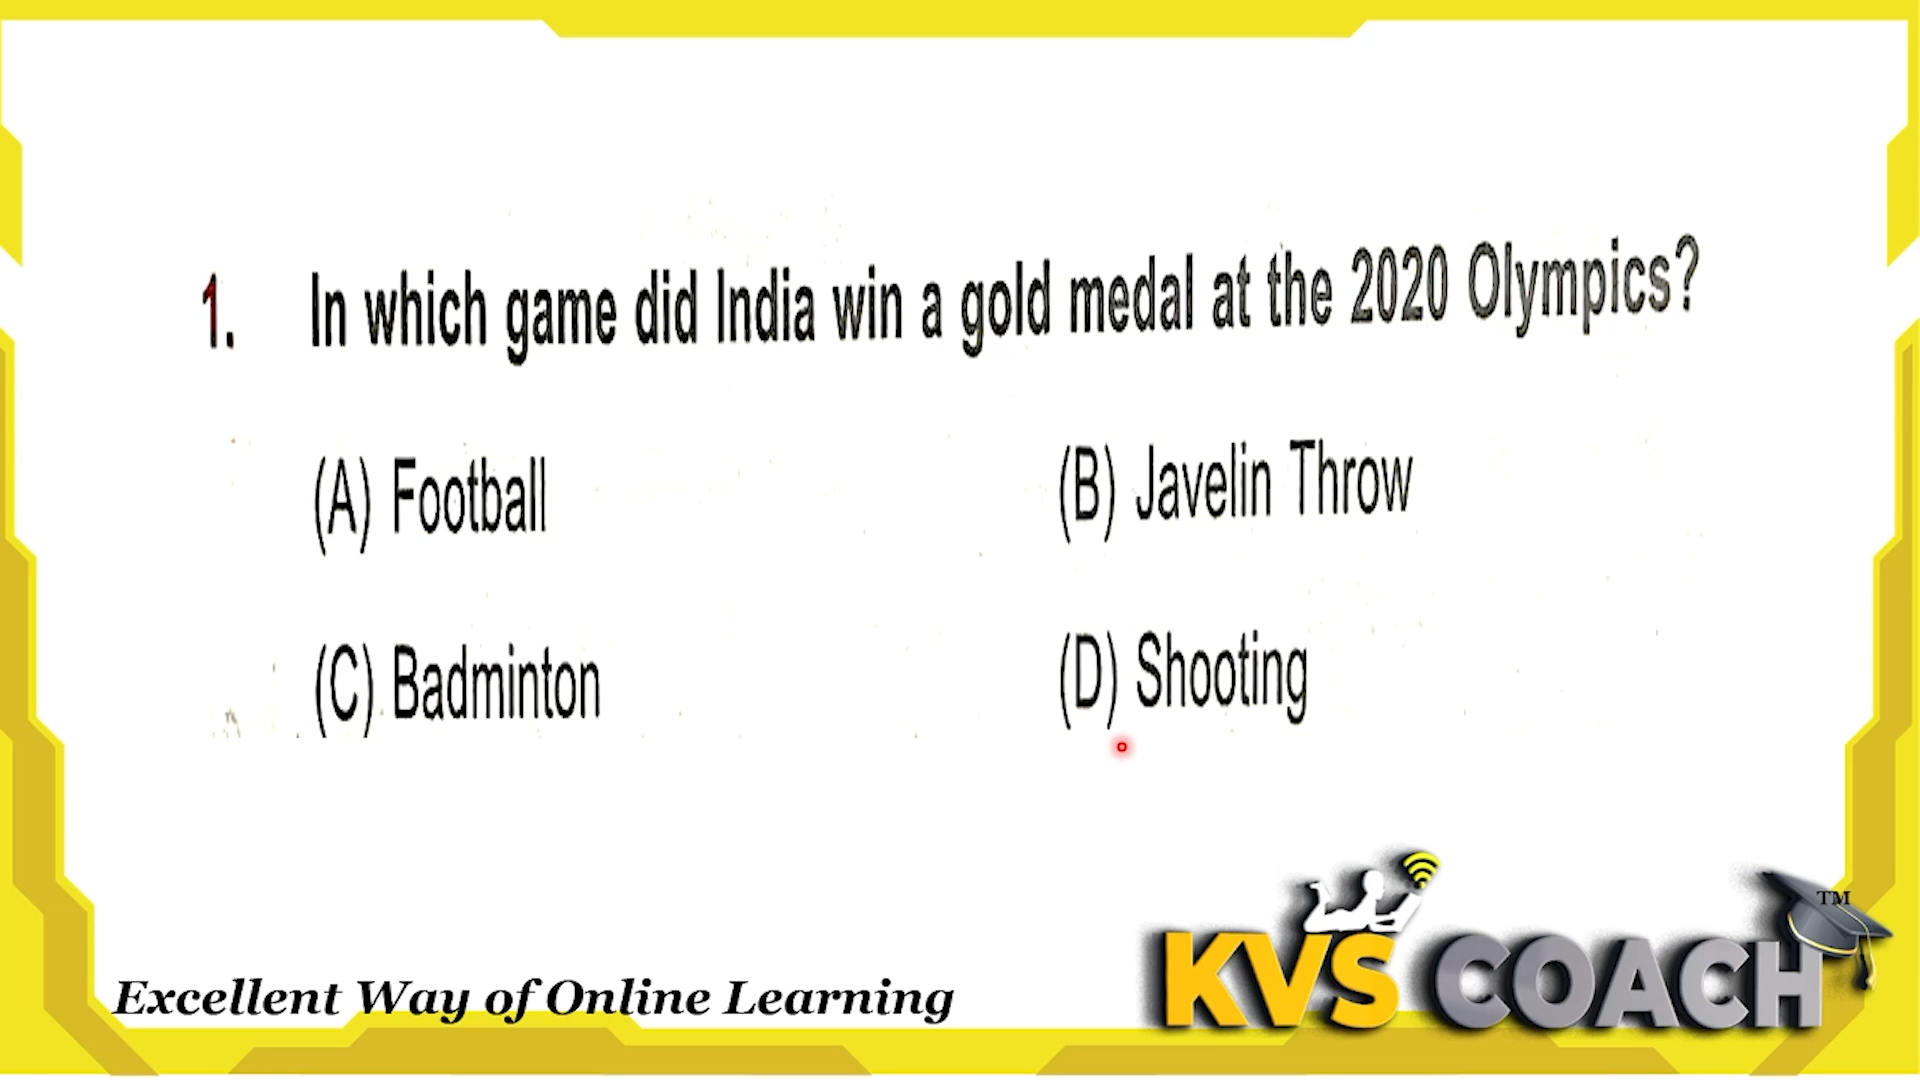 1. In which game did India win a gold medal at the 2020 Olympics?
(A) Football (B) Javelin Throw
(C) Badminton (D) Shooting
Excellent Way of Online Learning
KVS COACH TM